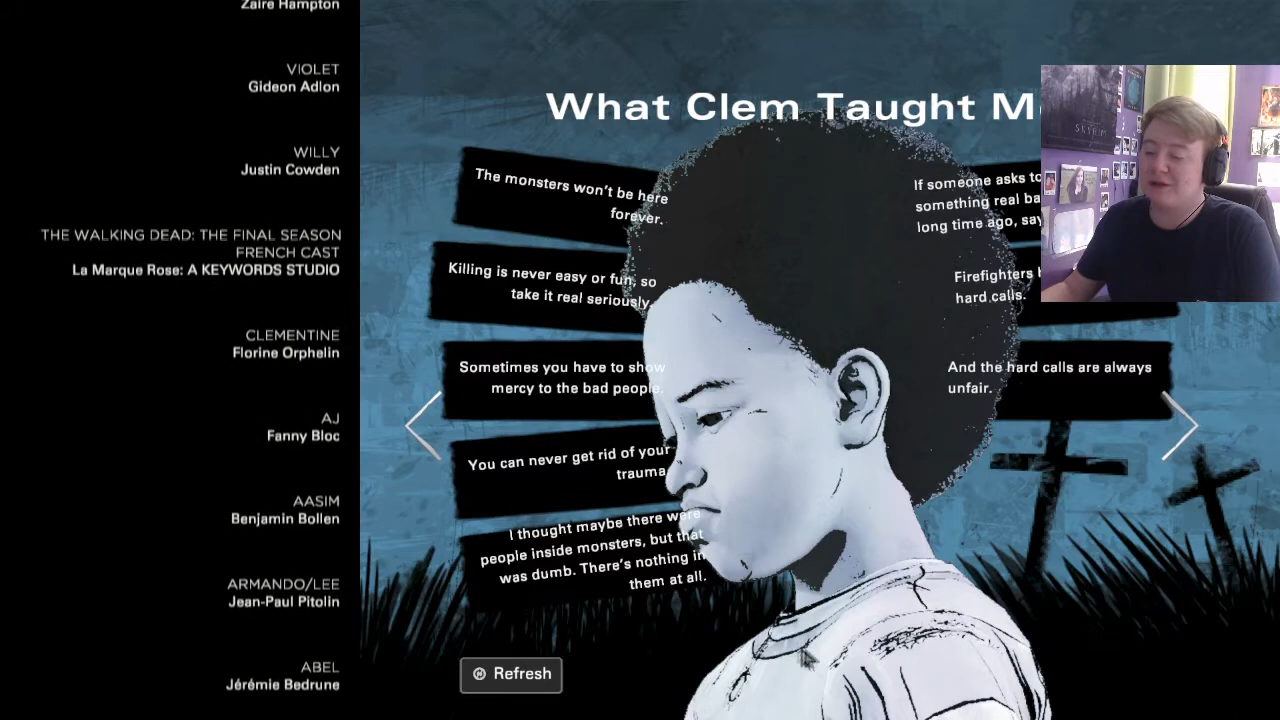 Zaire Hampton
VIOLET
Gideon Adlon
WILLY
Justin Cowden
THE WALKING DEAD: THE FINAL SEASON
FRENCH CAST
La Marque Rose: A KEYWORDS STUDIO
CLEMENTINE
Florine Orphelin
AJ
Fanny Bloc
AASIM
Benjamin Bollen
ARMANDO/LEE
Jean-Paul Pitolin
ABEL
Jérémie Bedrune
What Clem Taught
The monsters won't be here
forever.
Killing is never easy or fun, so
take it real seriously.
Sometimes you have to show
mercy to the bad people.
You can never get rid of your
trauma.
I thought maybe there were
people inside monsters, but that
was dumb. There's nothing in
them at all.
If someone asks to
something real
long time ago,
Firefighters
hard calls.
And the hard calls are always
unfair.
Refresh
SKYRIM